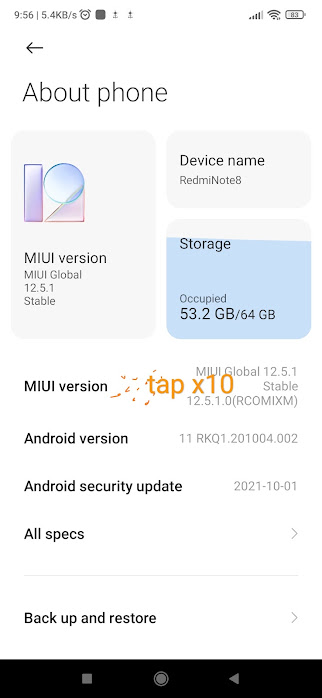 9:56 | 5.4KB/s
83
About phone
MIUI version
MIUI Global
12.5.1
Stable
Device name
RedmiNote8
Storage
Occupied
53.2 GB/64 GB
MIUI version
tap x10
MIUI Global 12.5.1
Stable
12.5.1.0(RCOMIXM)
Android version
11 RKQ1.201004.002
Android security update
2021-10-01
All specs
Back up and restore